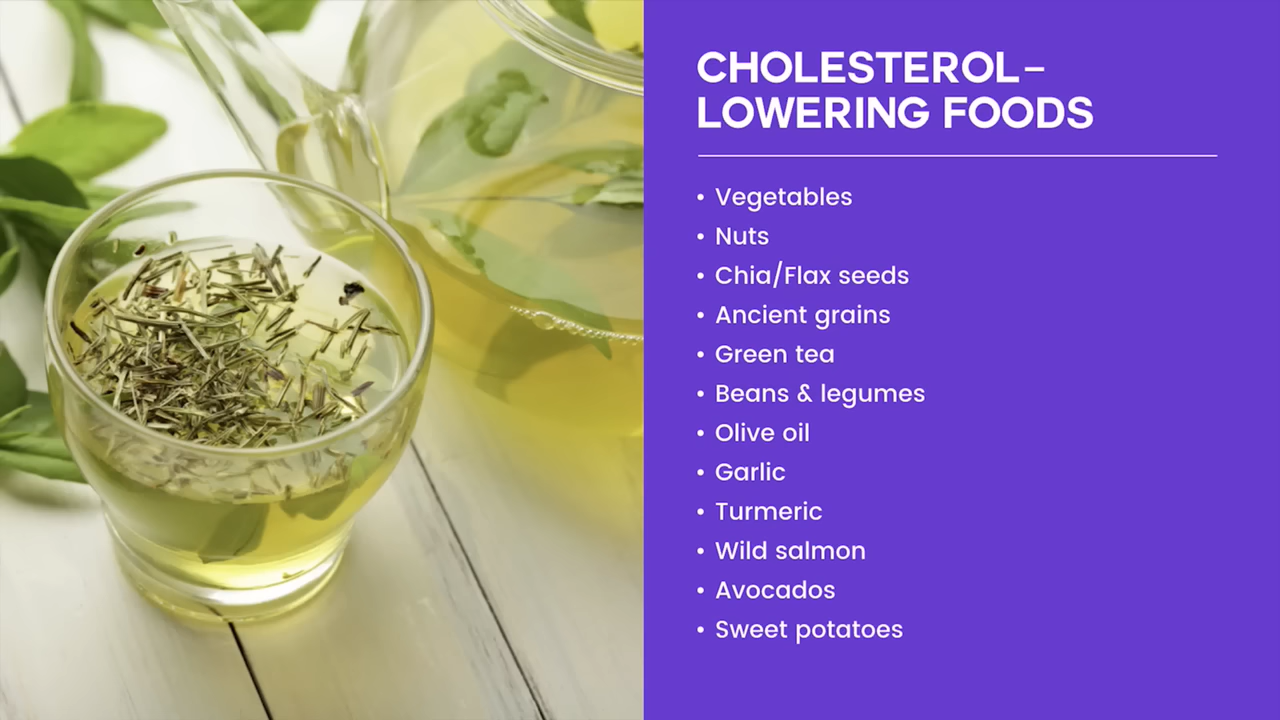 CHOLESTEROL–
LOWERING FOODS
• Vegetables
• Nuts
• Chia/Flax seeds
• Ancient grains
• Green tea
• Beans & legumes
• Olive oil
• Garlic
• Turmeric
• Wild salmon
• Avocados
• Sweet potatoes